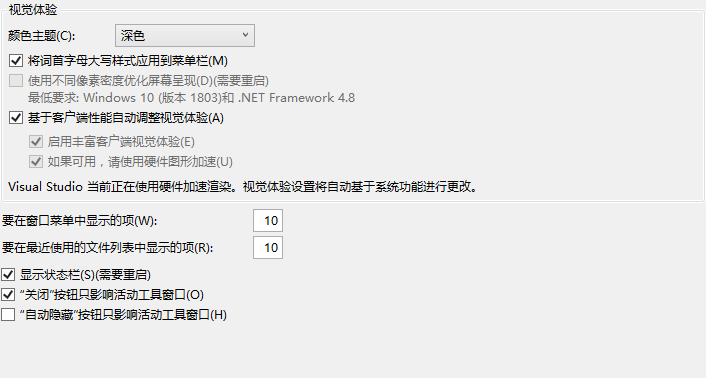 视觉体验
颜色主题(C): 深色
将词首字母大写样式应用到菜单栏(M)
使用不同像素密度优化屏幕呈现(D)(需要重启)
最低要求: Windows 10 (版本 1803)和 .NET Framework 4.8
基于客户端性能自动调整视觉体验(A)
启用丰富客户端视觉体验(E)
如果可用，请使用硬件图形加速(U)
Visual Studio 当前正在使用硬件加速渲染。视觉体验设置将自动基于系统功能进行更改。
要在窗口菜单中显示的项(W): 10
要在最近使用的文件列表中显示的项(R): 10
显示状态栏(S)(需要重启)
“关闭”按钮只影响活动工具窗口(O)
“自动隐藏”按钮只影响活动工具窗口(H)